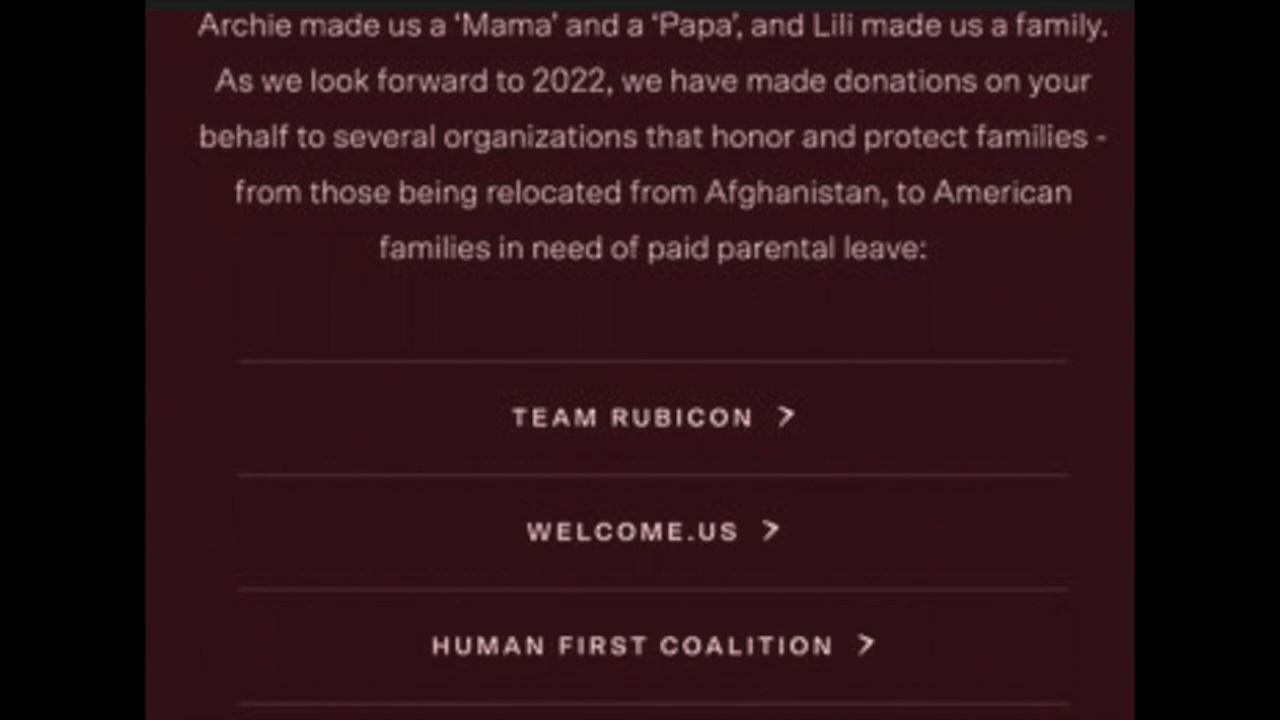 Archie made us a ‘Mama’ and a ‘Papa’, and Lili made us a family.
As we look forward to 2022, we have made donations on your
behalf to several organizations that honor and protect families -
from those being relocated from Afghanistan, to American
families in need of paid parental leave:
TEAM RUBICON >
WELCOME.US >
HUMAN FIRST COALITION >